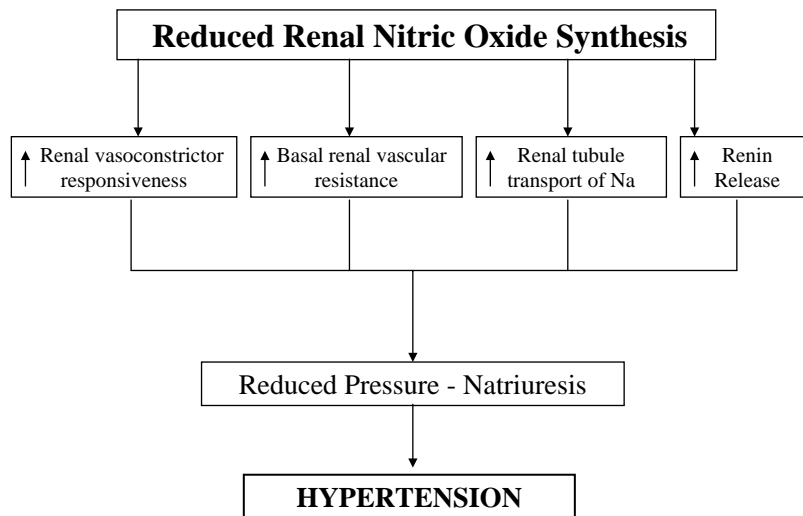 Reduced Renal Nitric Oxide Synthesis
Renal vasoconstrictor
responsiveness
Basal renal vascular
resistance
Renal tubule
transport of Na
Renin
Release
Reduced Pressure - Natriuresis
HYPERTENSION